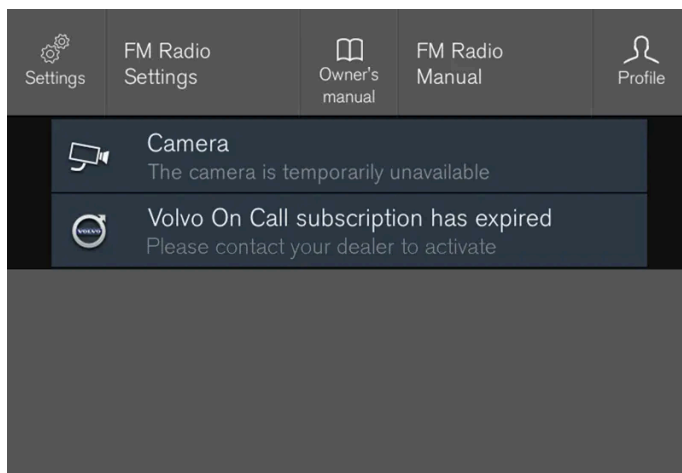 Settings
FM Radio
Settings
Owner's
manual
FM Radio
Manual
Profile
Camera
The camera is temporarily unavailable
VOLVO
Volvo On Call subscription has expired
Please contact your dealer to activate